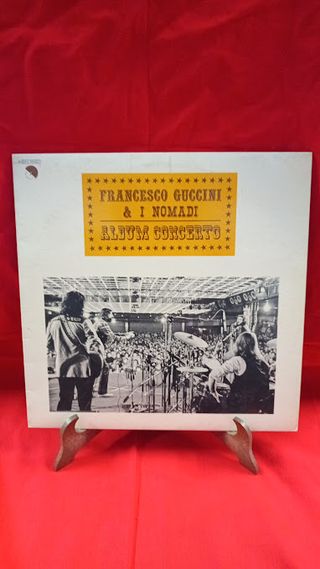 FRANCESCO GUCCINI
& I NOMADI
ALBUM CONCERTO